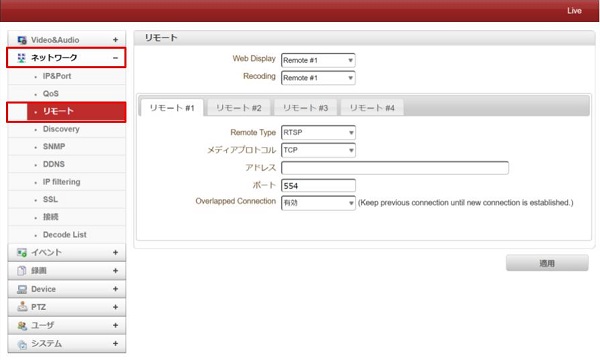 Live
Video&Audio +
ネットワーク −
IP&Port
QoS
リモート
Discovery
SNMP
DDNS
IP filtering
SSL
接続
Decode List
イベント +
録画 +
Device +
PTZ +
ユーザ +
システム +
リモート
Web Display Remote #1
Recoding Remote #1
リモート #1 リモート #2 リモート #3 リモート #4
Remote Type RTSP
メディアプロトコル TCP
アドレス
ポート 554
Overlapped Connection 有効 (Keep previous connection until new connection is established.)
適用